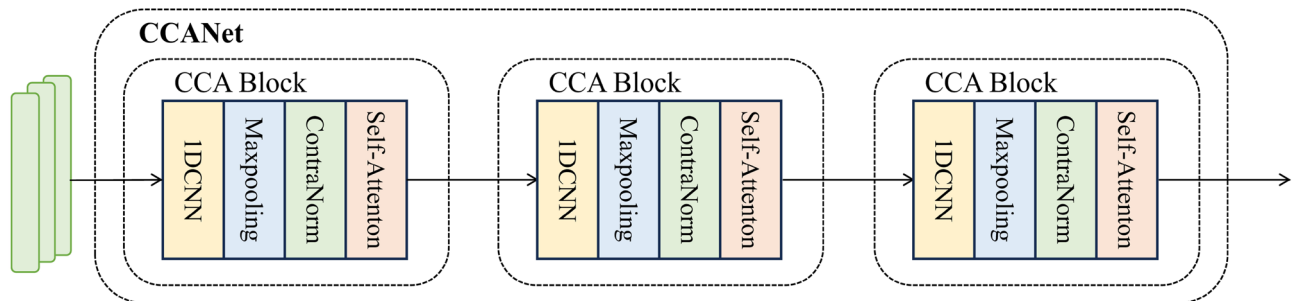 CCANet
CCA Block
1DCNN
Maxpooling
ContraNorm
Self-Attenton
CCA Block
1DCNN
Maxpooling
ContraNorm
Self-Attenton
CCA Block
1DCNN
Maxpooling
ContraNorm
Self-Attenton